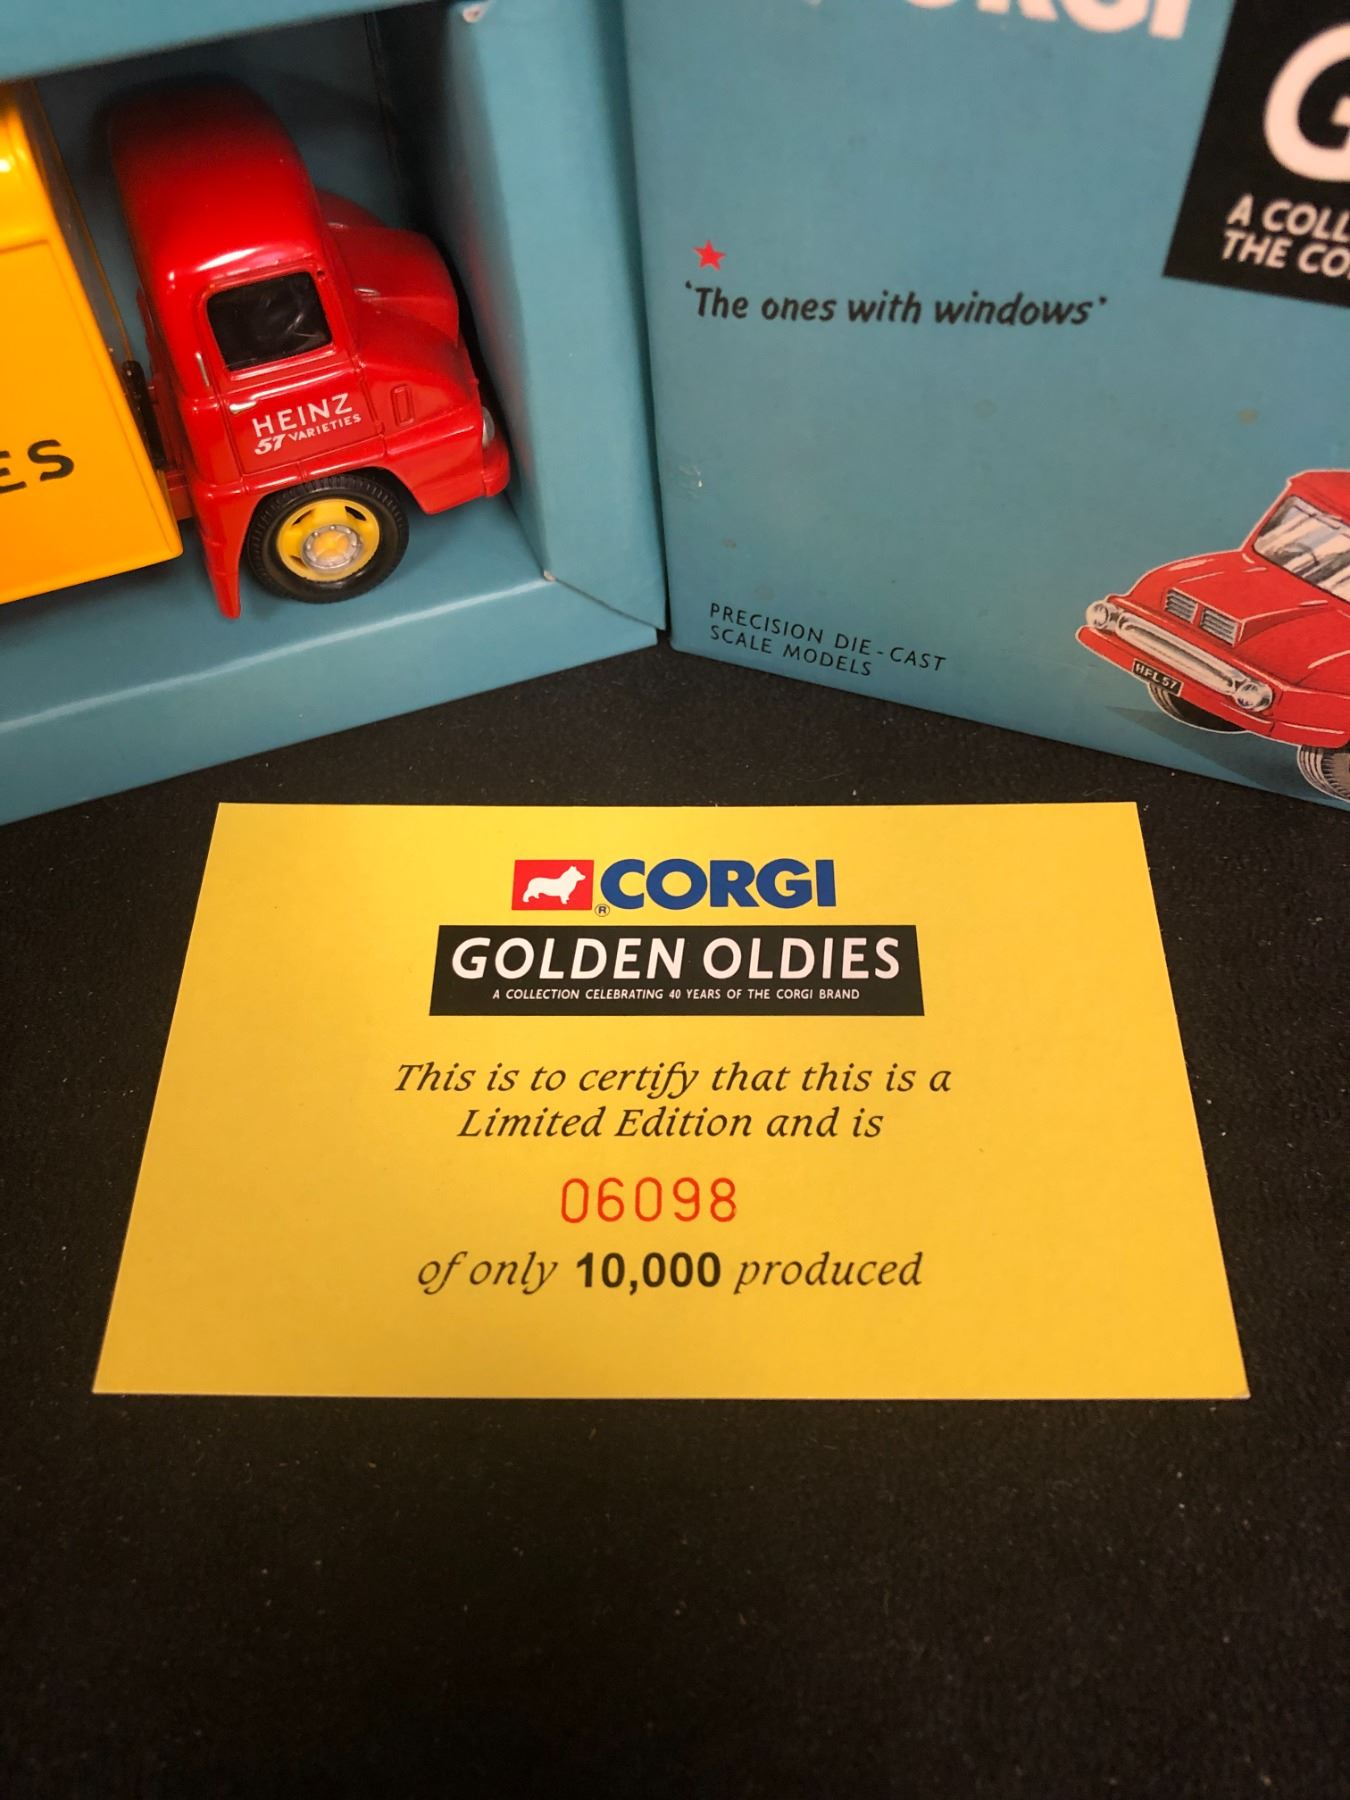 CORGI
A COLL
THE CO
'The ones with windows'
HEINZ
57 VARIETIES
ES
PRECISION DIE-CAST
SCALE MODELS
HFL57
® CORGI
GOLDEN OLDIES
A COLLECTION CELEBRATING 40 YEARS OF THE CORGI BRAND
This is to certify that this is a
Limited Edition and is
06098
of only 10,000 produced